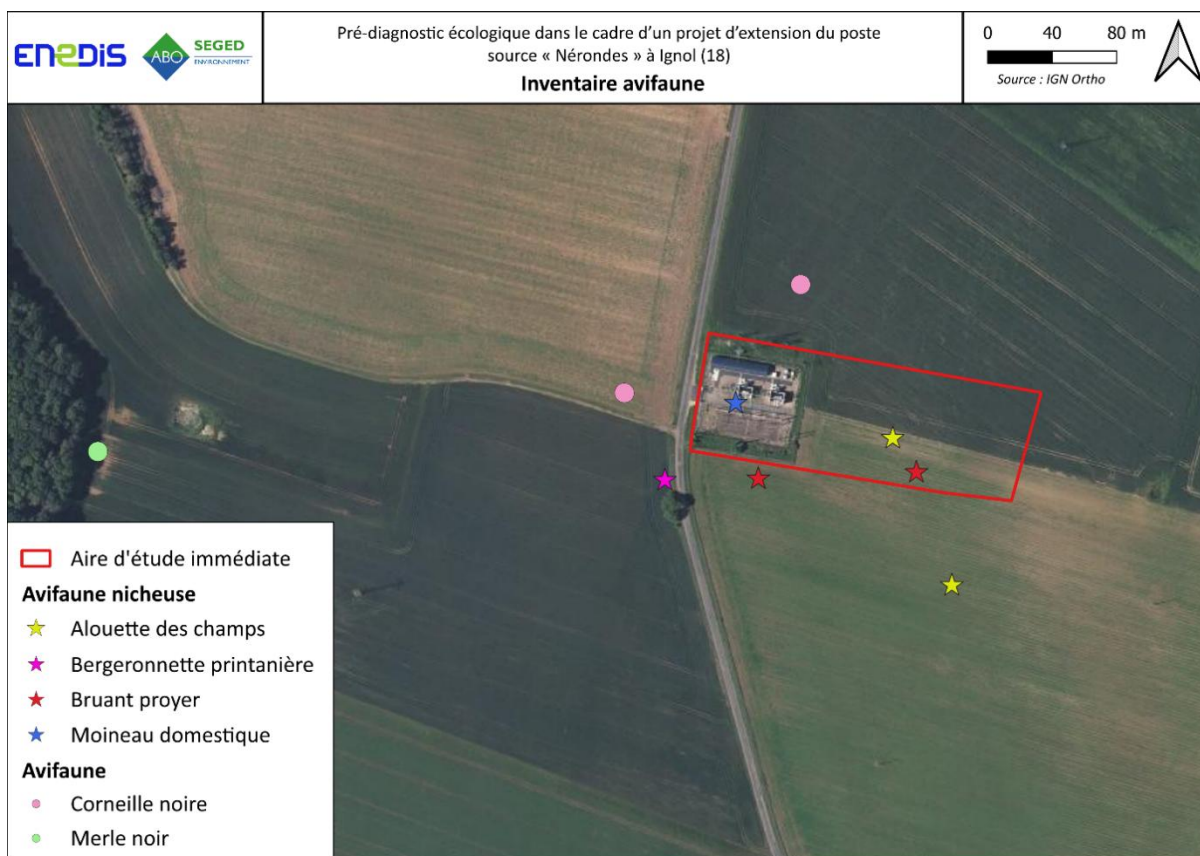 ENEDIS
ABO
SEGED
ENVIRONNEMENT
Pré-diagnostic écologique dans le cadre d'un projet d'extension du poste
source « Nérondes » à Ignol (18)
Inventaire avifaune
0 40 80 m
Source : IGN Ortho
Aire d'étude immédiate
Avifaune nicheuse
Alouette des champs
Bergeronnette printanière
Bruant proyer
Moineau domestique
Avifaune
Corneille noire
Merle noir